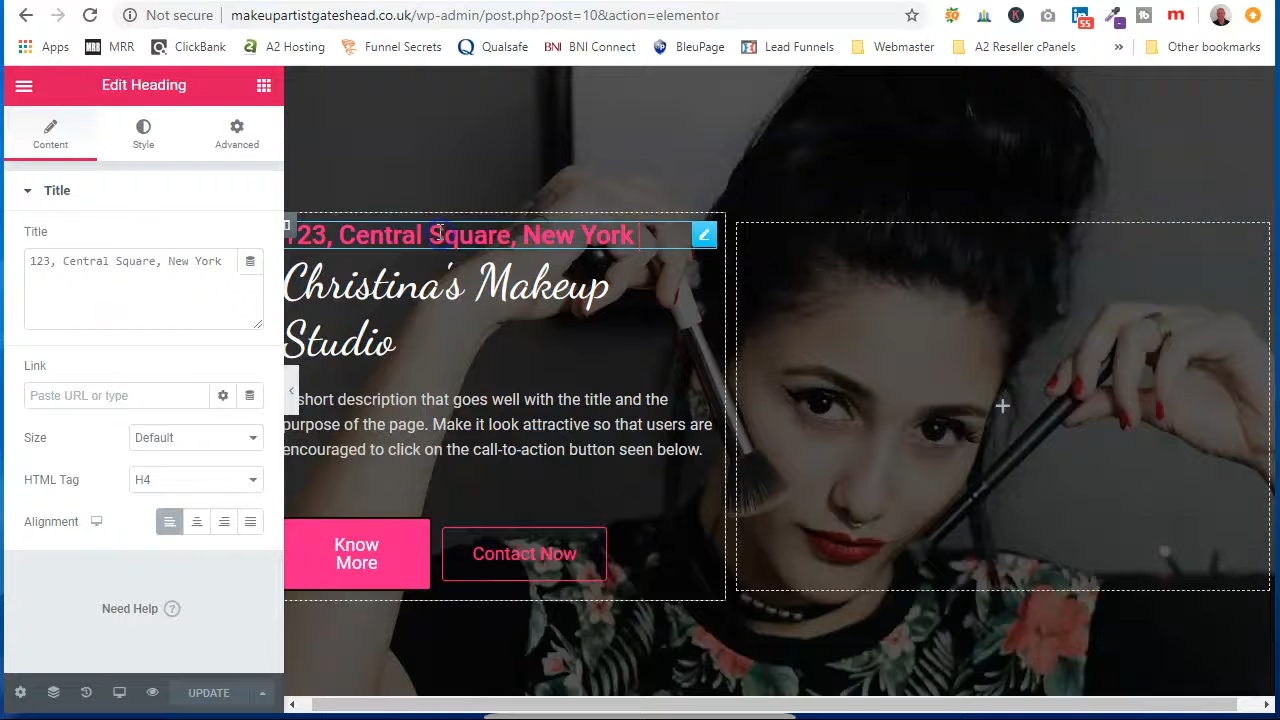 Not secure makeupartistgateshead.co.uk/wp-admin/post.php?post=10&action=elementor
55
Apps MRR ClickBank A2 Hosting Funnel Secrets Qualsafe BNI BNI Connect BleuPage Lead Funnels Webmaster A2 Reseller cPanels » Other bookmarks
Edit Heading
Content Style Advanced
Title
Title
123, Central Square, New York
Link
Paste URL or type
Size Default
HTML Tag H4
Alignment
Need Help ?
UPDATE
123, Central Square, New York
Christina's Makeup
Studio
short description that goes well with the title and the
purpose of the page. Make it look attractive so that users are
encouraged to click on the call-to-action button seen below.
Know
More
Contact Now